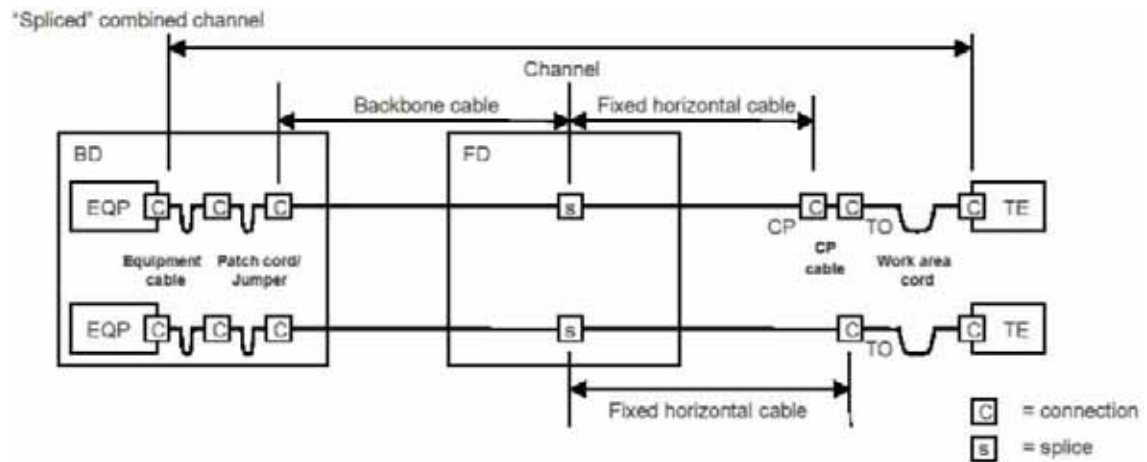 "Spliced" combined channel
Channel
Backbone cable
Fixed horizontal cable
BD
FD
EQP C C C
s
CP
C C
TO
C TE
Equipment
cable
Patch cord/
Jumper
CP
cable
Work area
cord
EQP C C C
s
C
TO
C TE
Fixed horizontal cable
C = connection
s = splice